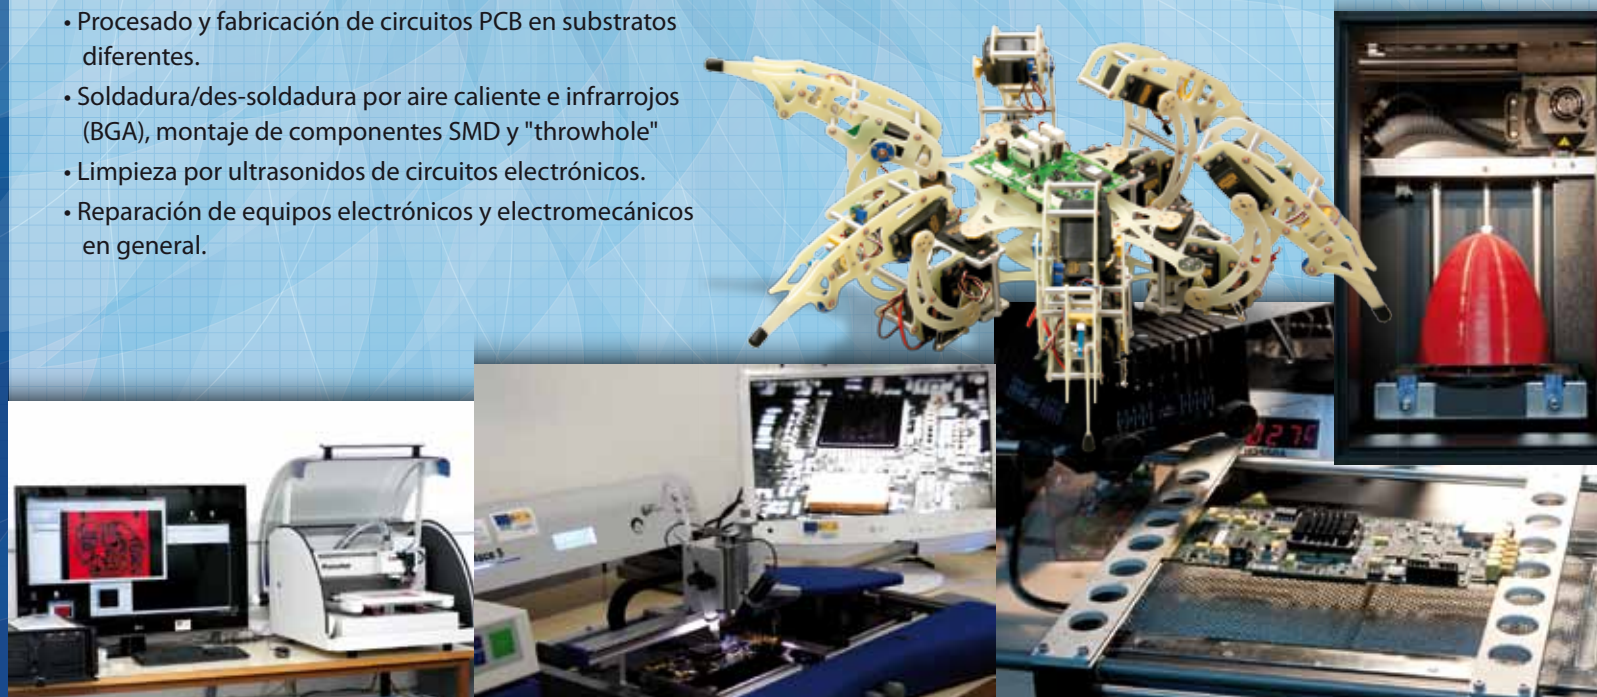 • Procesado y fabricación de circuitos PCB en substratos
diferentes.
• Soldadura/des-soldadura por aire caliente e infrarrojos
(BGA), montaje de componentes SMD y "throwhole"
• Limpieza por ultrasonidos de circuitos electrónicos.
• Reparación de equipos electrónicos y electromecánicos
en general.